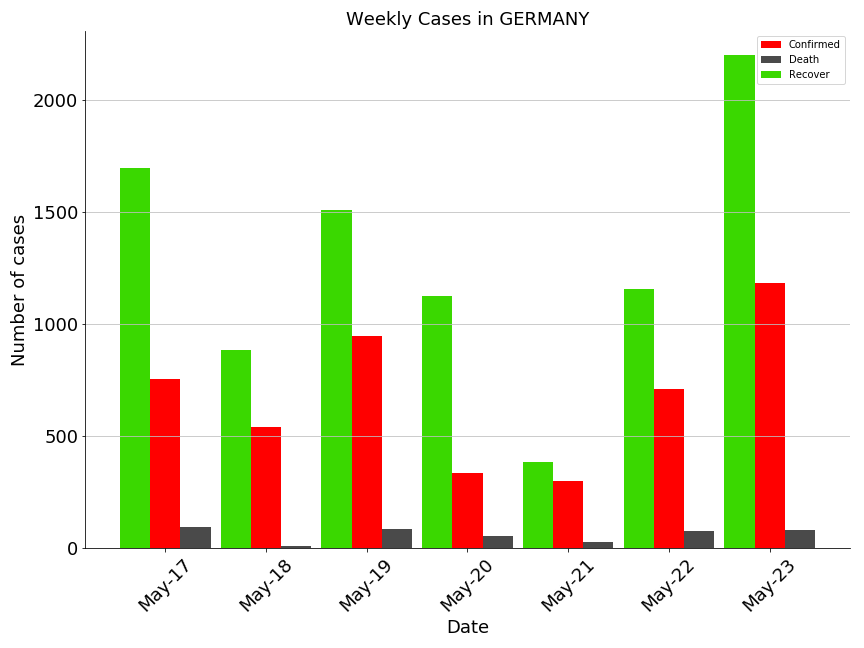 Weekly Cases in GERMANY
Confirmed
Death
Recover
Number of cases
2000
1500
1000
500
0
May-17
May-18
May-19
May-20
May-21
May-22
May-23
Date